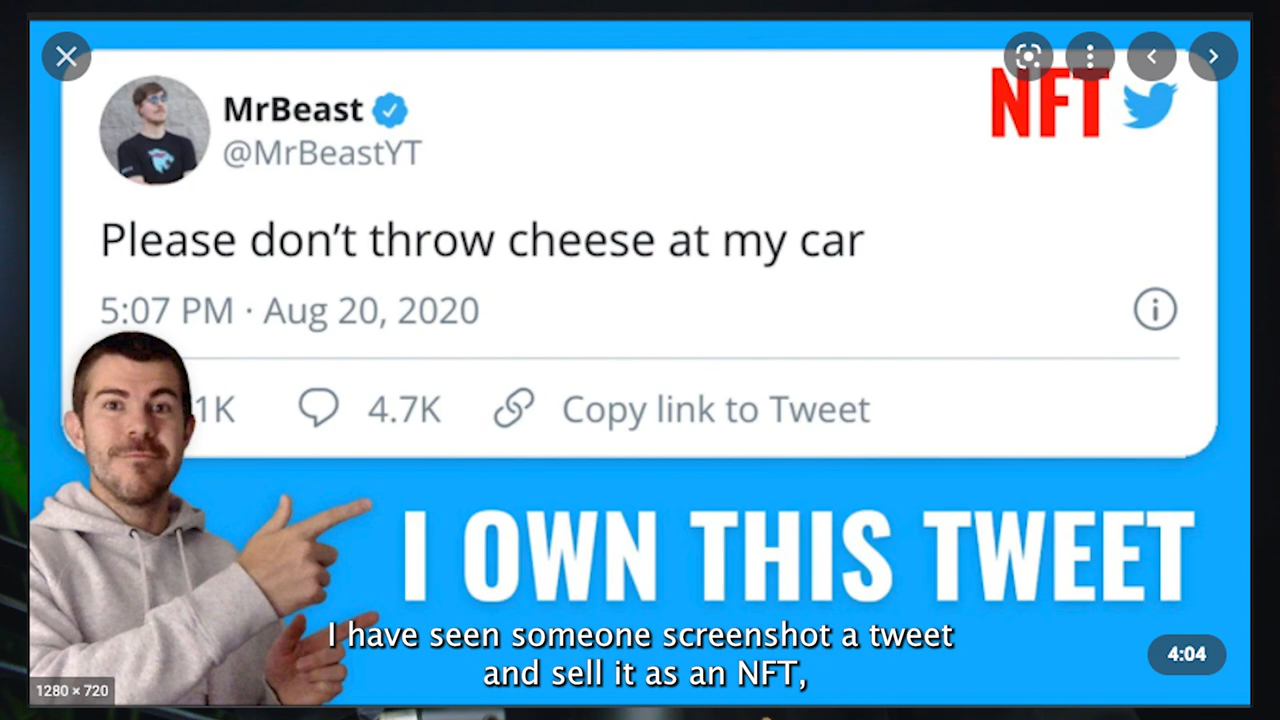 MrBeast
NFT
@MrBeastYT
Please don’t throw cheese at my car
5:07 PM · Aug 20, 2020
1K 4.7K Copy link to Tweet
I OWN THIS TWEET
I have seen someone screenshot a tweet
and sell it as an NFT,
4:04
1280 × 720